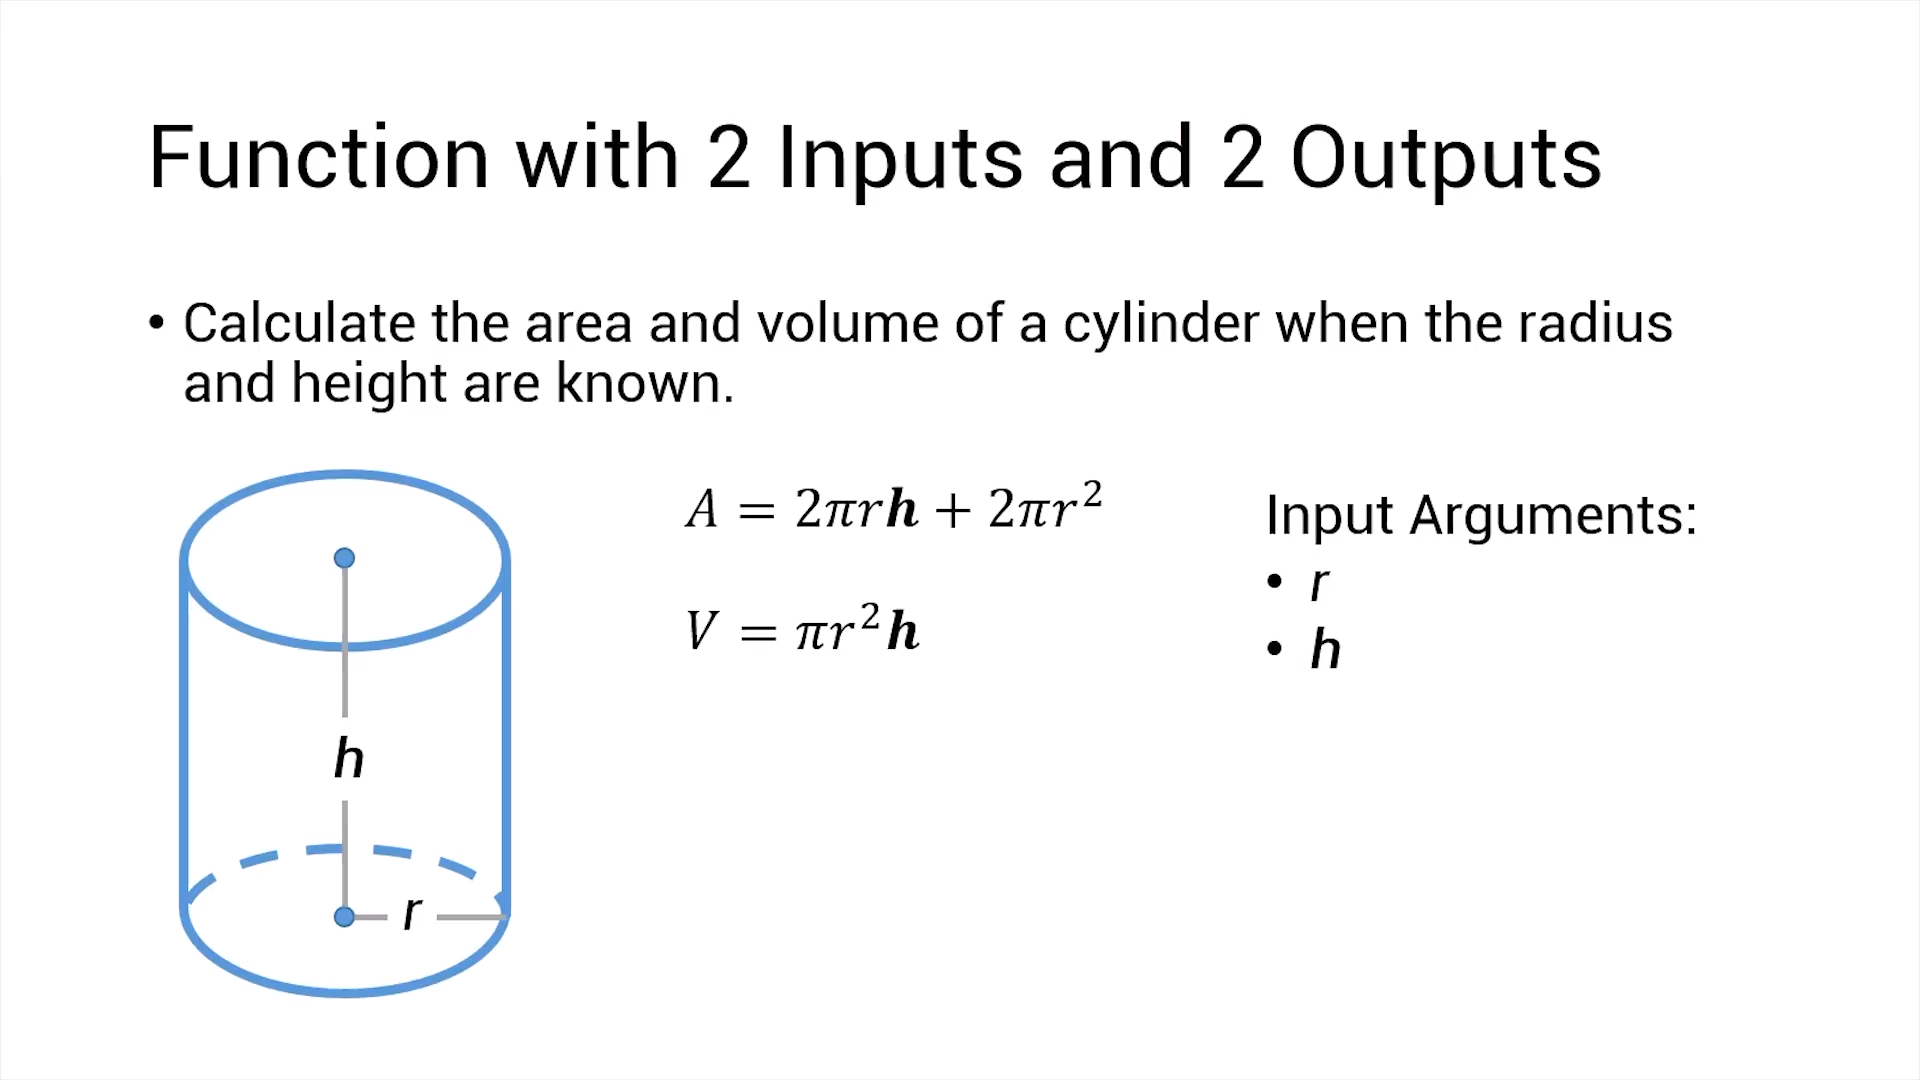 Function with 2 Inputs and 2 Outputs
• Calculate the area and volume of a cylinder when the radius
and height are known.
A = 2πr𝒉 + 2πr²
V = πr²𝒉
Input Arguments:
• r
• h
h
r